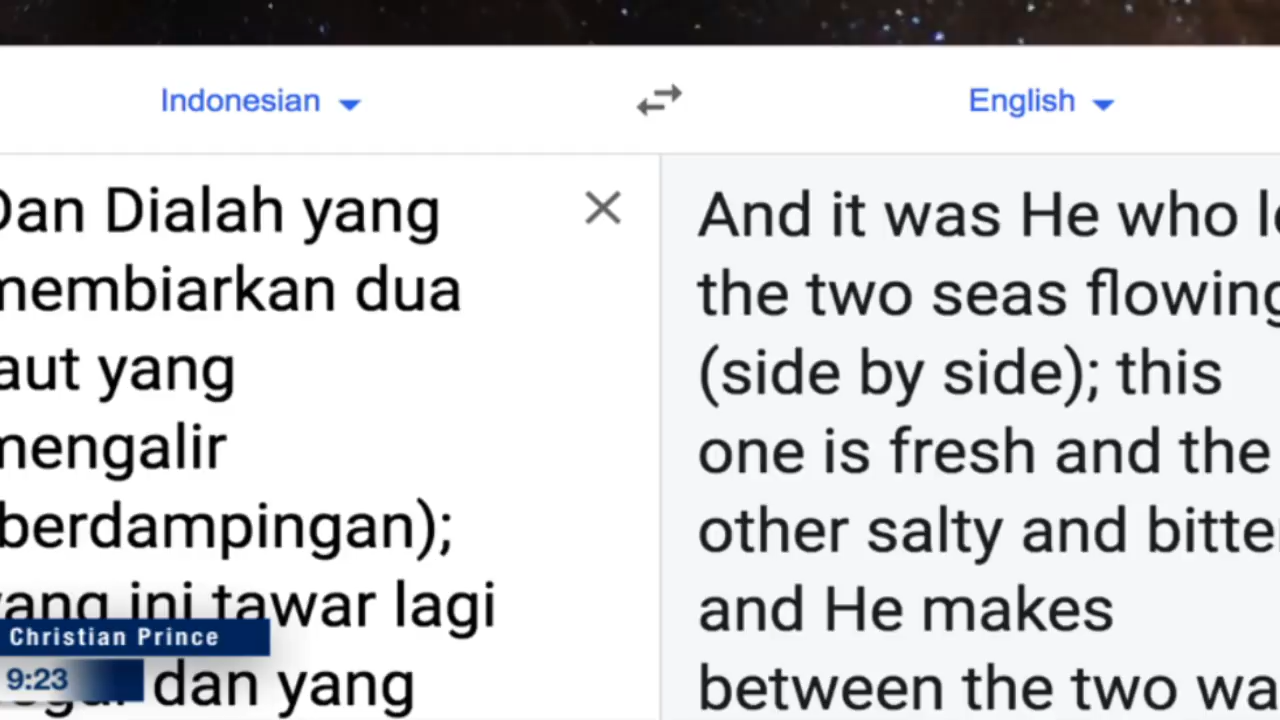 Indonesian
English
Dan Dialah yang
membiarkan dua
aut yang
mengalir
berdampingan);
yang ini tawar lagi
dan yang
And it was He who
the two seas flowing
(side by side); this
one is fresh and the
other salty and bitte
and He makes
between the two wa
Christian Prince
9:23